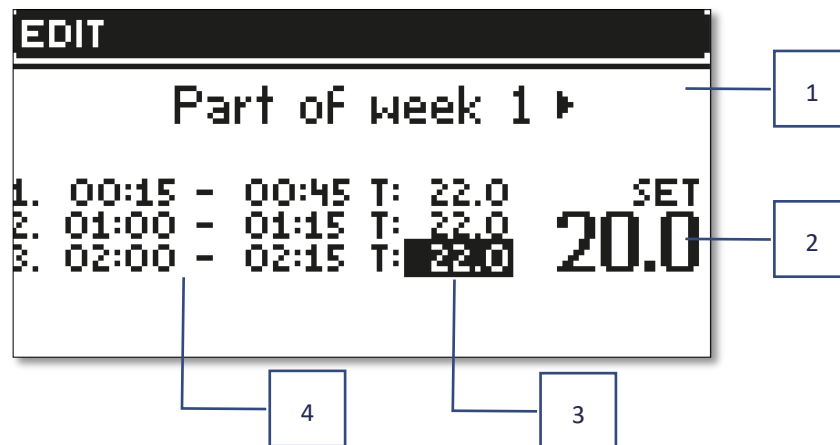 EDIT
Part of week 1 ▶
1. 00:15 - 00:45 T: 22.0
2. 01:00 - 01:15 T: 22.0
3. 02:00 - 02:15 T: 22.0
SET
20.0
1
2
3
4